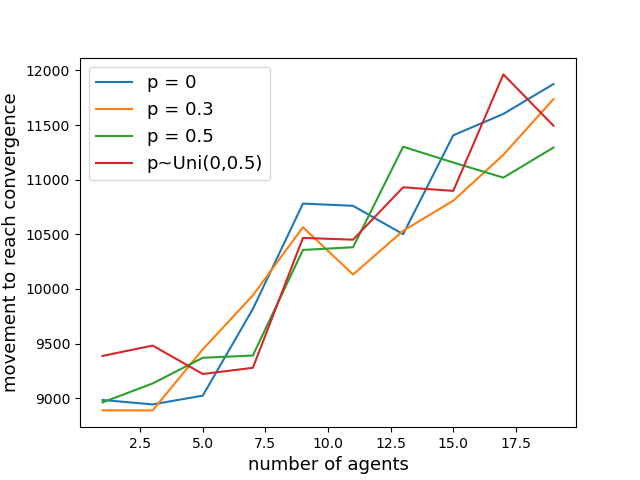 12000
11500
11000
10500
10000
9500
9000
movement to reach convergence
p = 0
p = 0.3
p = 0.5
p~Uni(0,0.5)
2.5 5.0 7.5 10.0 12.5 15.0 17.5
number of agents